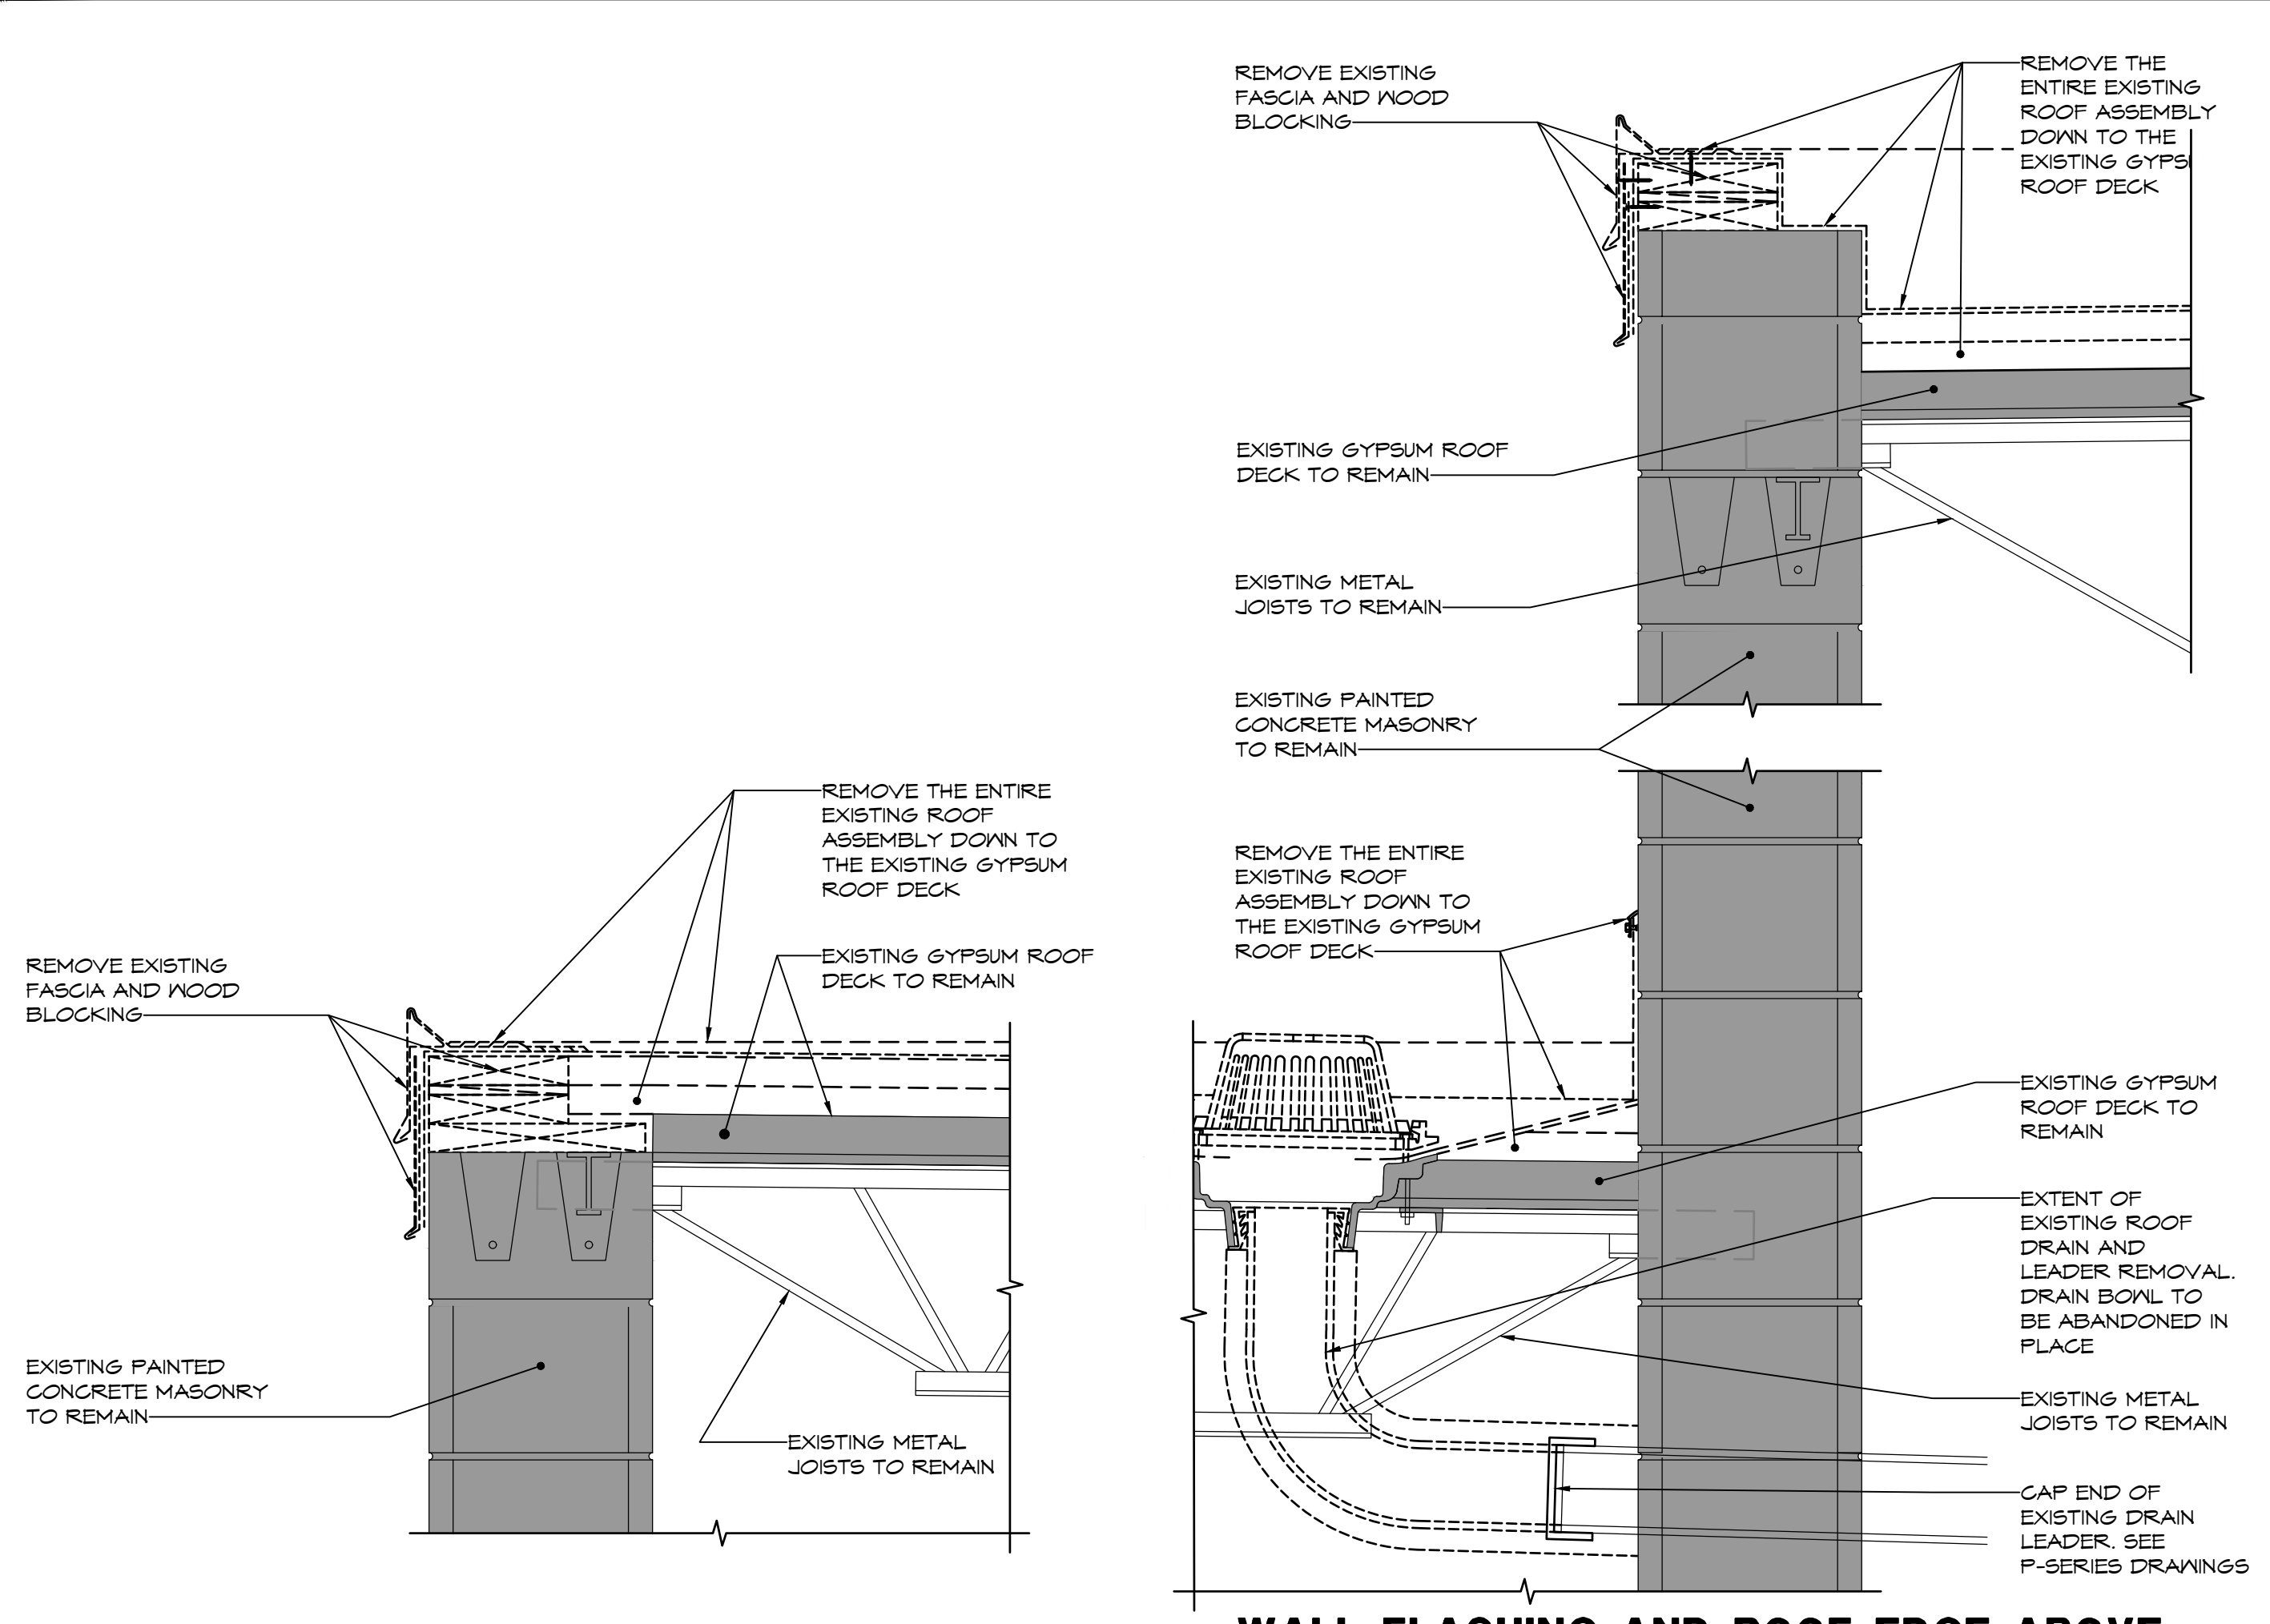 REMOVE EXISTING
FASCIA AND WOOD
BLOCKING
REMOVE THE
ENTIRE EXISTING
ROOF ASSEMBLY
DOWN TO THE
EXISTING
ROOF DECK
EXISTING GYPSUM ROOF
DECK TO REMAIN
EXISTING METAL
JOISTS TO REMAIN
EXISTING PAINTED
CONCRETE MASONRY
TO REMAIN
REMOVE THE ENTIRE
EXISTING ROOF
ASSEMBLY DOWN TO
THE EXISTING GYPSUM
ROOF DECK
EXISTING GYPSUM ROOF
DECK TO REMAIN
REMOVE EXISTING
FASCIA AND WOOD
BLOCKING
EXISTING PAINTED
CONCRETE MASONRY
TO REMAIN
EXISTING METAL
JOISTS TO REMAIN
REMOVE THE ENTIRE
EXISTING ROOF
ASSEMBLY DOWN TO
THE EXISTING GYPSUM
ROOF DECK
EXISTING GYPSUM
ROOF DECK TO
REMAIN
EXTENT OF
EXISTING ROOF
DRAIN AND
LEADER REMOVAL.
DRAIN BOWL TO
BE ABANDONED IN
PLACE
EXISTING METAL
JOISTS TO REMAIN
CAP END OF
EXISTING DRAIN
LEADER. SEE
P-SERIES DRAWINGS
WALL FLASHING AND ROOF EDGE ABOVE